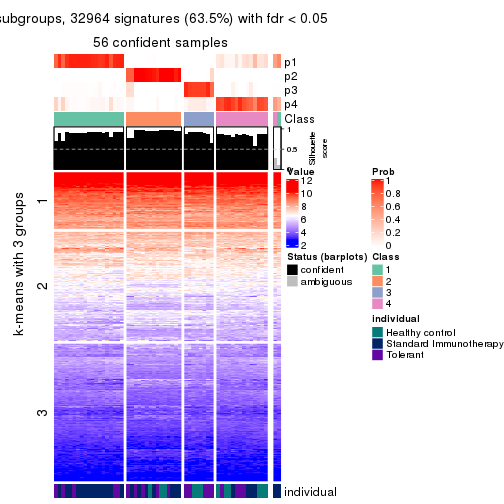 subgroups, 32964 signatures (63.5%) with fdr < 0.05
56 confident samples
p1
p2
p3
p4
Class
1
0.5
0
Silhouette
score
k-means with 3 groups
1
2
3
Value
12
10
8
6
4
2
Prob
1
0.8
0.6
0.4
0.2
0
Status (barplots)
confident
ambiguous
Class
1
2
3
4
individual
Healthy control
Standard Immunotherapy
Tolerant
individual